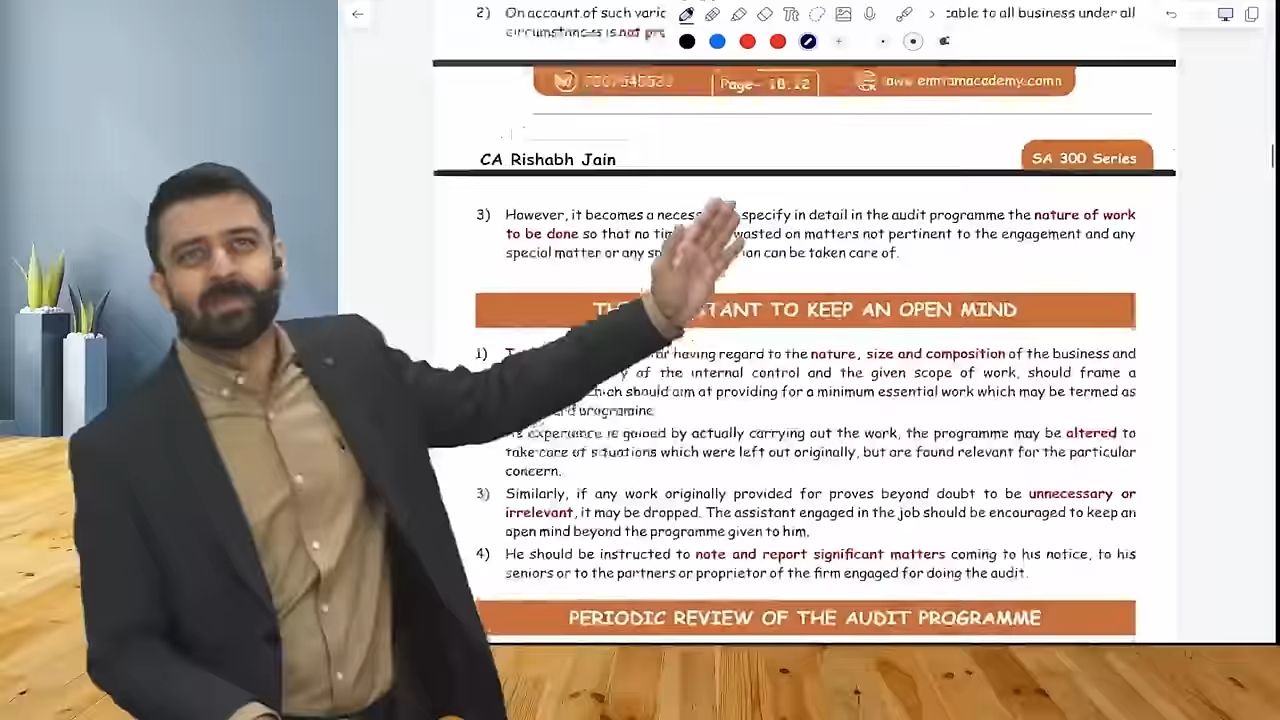 2) On account of such cable to all business under all
circumstances is not
Page- 10.12
CA Rishabh Jain
SA 300 Series
3) However, it becomes a specify in detail in the audit programme the nature of work
to be done so that no wasted on matters not pertinent to the engagement and any
special matter or any can be taken care of.
TO KEEP AN OPEN MIND
1) having regard to the nature, size and composition of the business and
of the internal control and the given scope of work, should frame a
should aim at providing for a minimum essential work which may be termed as
programme
experience is gained by actually carrying out the work, the programme may be altered to
take care of situations which were left out originally, but are found relevant for the particular
concern.
3) Similarly, if any work originally provided for proves beyond doubt to be unnecessary or
irrelevant, it may be dropped. The assistant engaged in the job should be encouraged to keep an
open mind beyond the programme given to him.
4) He should be instructed to note and report significant matters coming to his notice, to his
seniors or to the partners or proprietor of the firm engaged for doing the audit.
PERIODIC REVIEW OF THE AUDIT PROGRAMME